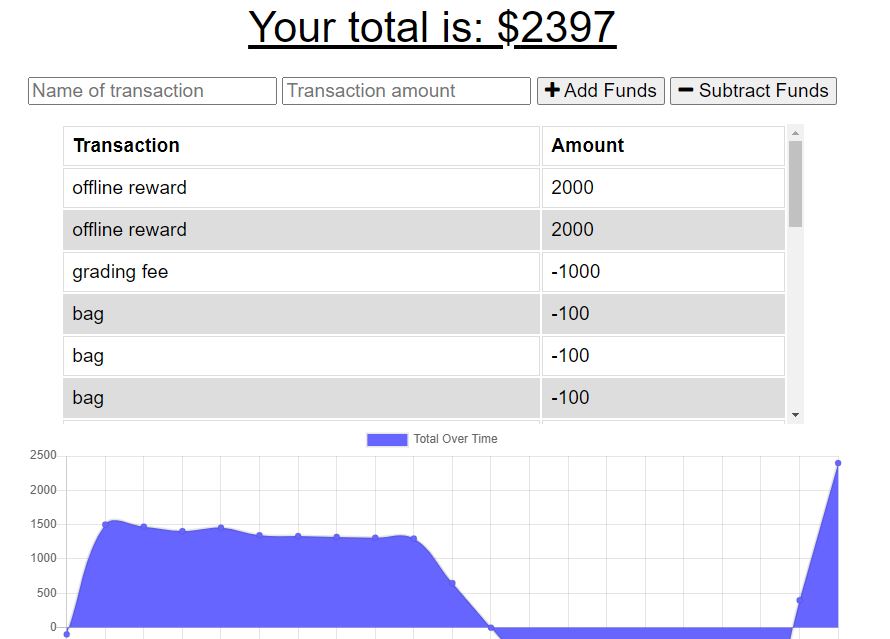 Your total is: $2397
Name of transaction Transaction amount Add Funds Subtract Funds
Transaction Amount
offline reward 2000
offline reward 2000
grading fee -1000
bag -100
bag -100
bag -100
Total Over Time
2500
2000
1500
1000
500
0